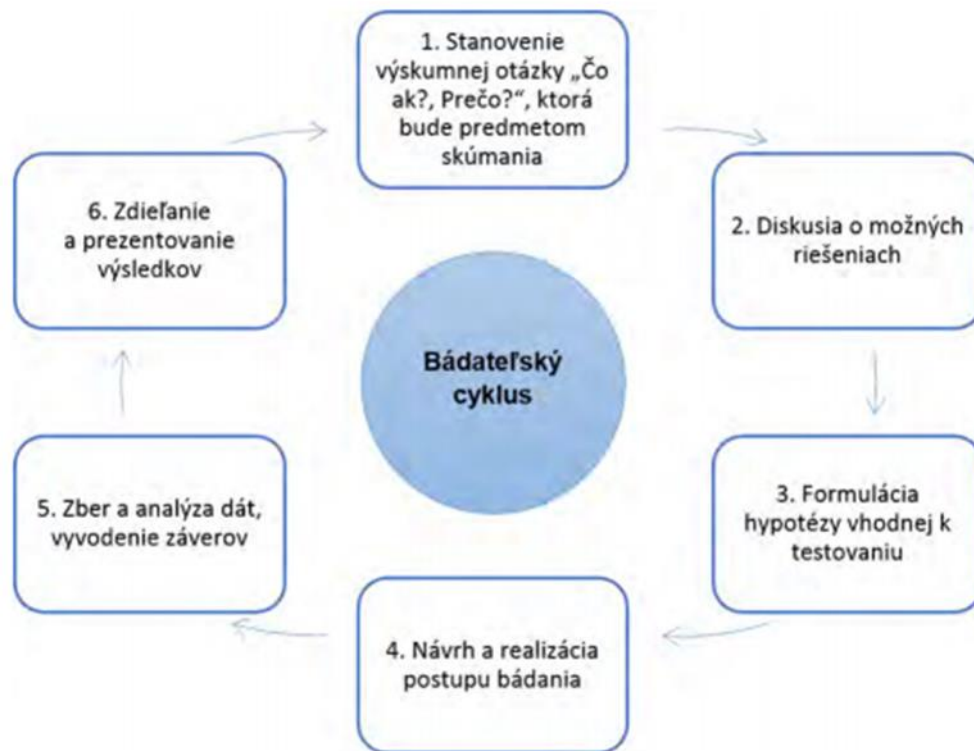 1. Stanovenie
výskumnej otázky „Čo
ak?, Prečo?“, ktorá
bude predmetom
skúmania
2. Diskusia o možných
riešeniach
3. Formulácia
hypotézy vhodnej k
testovaniu
4. Návrh a realizácia
postupu bádania
5. Zber a analýza dát,
vyvodenie záverov
6. Zdieľanie
a prezentovanie
výsledkov
Bádateľský
cyklus